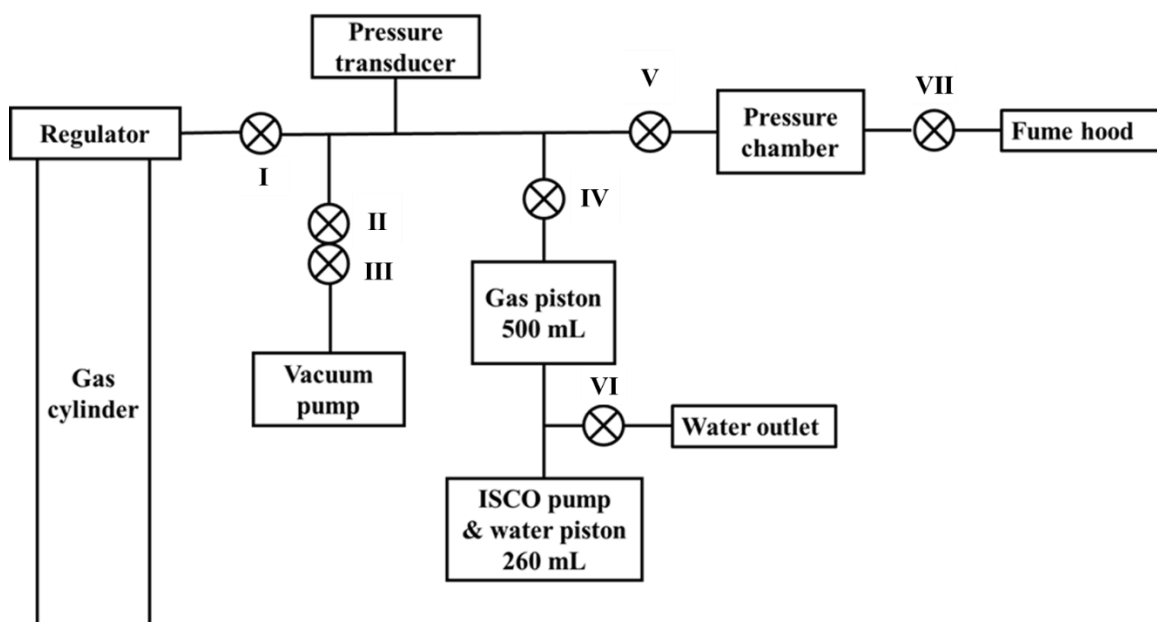 Pressure
transducer
V
VII
Regulator
Pressure
chamber
Fume hood
I
IV
II
III
Gas piston
500 mL
Gas
cylinder
Vacuum
pump
VI
Water outlet
ISCO pump
& water piston
260 mL